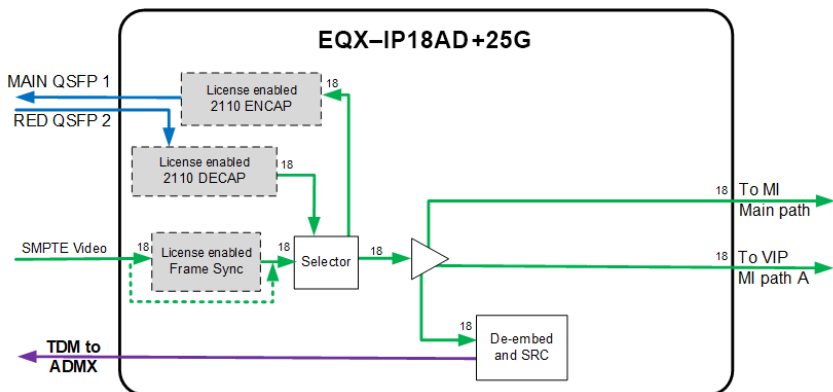 EQX–IP18AD+25G
MAIN QSFP 1
RED QSFP 2
License enabled
2110 ENCAP
18
License enabled
2110 DECAP
18
SMPTE Video
18
License enabled
Frame Sync
18
Selector
18
18
To MI
Main path
18
To VIP
MI path A
18
De-embed
and SRC
TDM to
ADMX